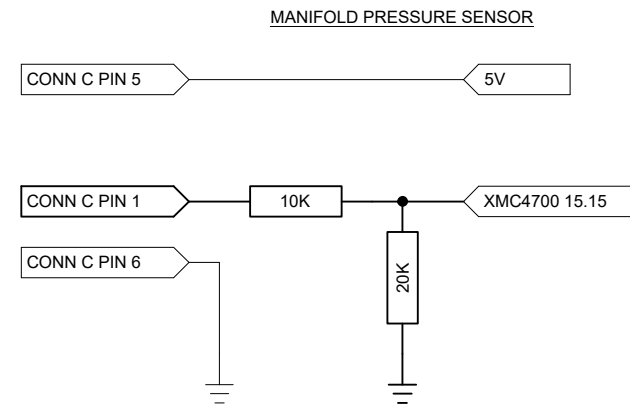 MANIFOLD PRESSURE SENSOR
CONN C PIN 5
5V
CONN C PIN 1
10K
XMC4700 15.15
CONN C PIN 6
20K